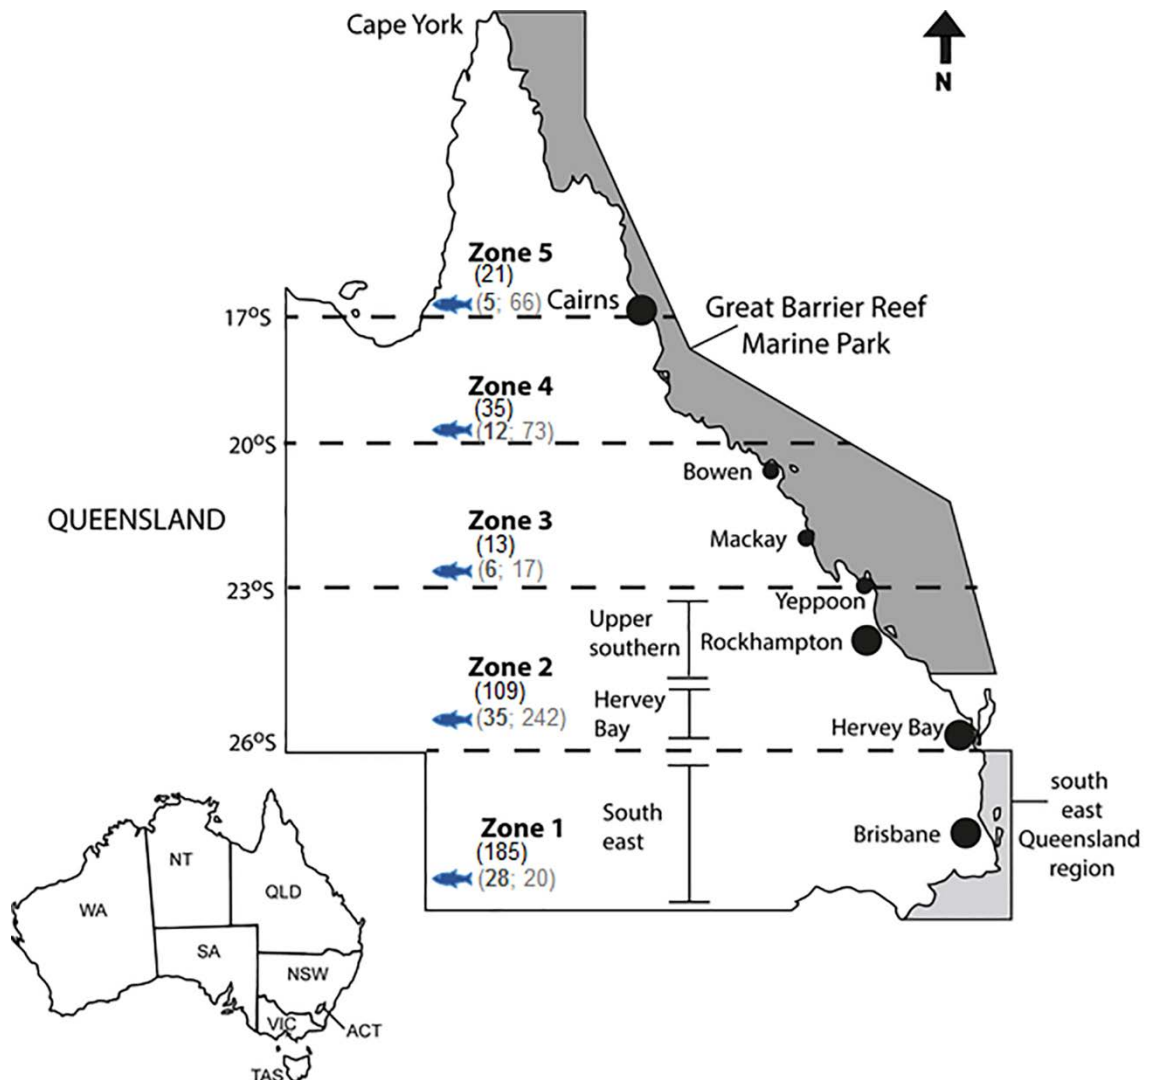 Cape York
N
Zone 5
(21)
(5; 66)
Cairns
17°S
Great Barrier Reef
Marine Park
Zone 4
(35)
(12; 73)
20°S
Bowen
QUEENSLAND
Zone 3
(13)
(6; 17)
Mackay
23°S
Yeppoon
Upper
southern
Rockhampton
Zone 2
(109)
(35; 242)
Hervey
Bay
Hervey Bay
26°S
Zone 1
(185)
(28; 20)
South
east
Brisbane
south
east
Queensland
region
NT
QLD
WA
SA
NSW
VIC
ACT
TAS